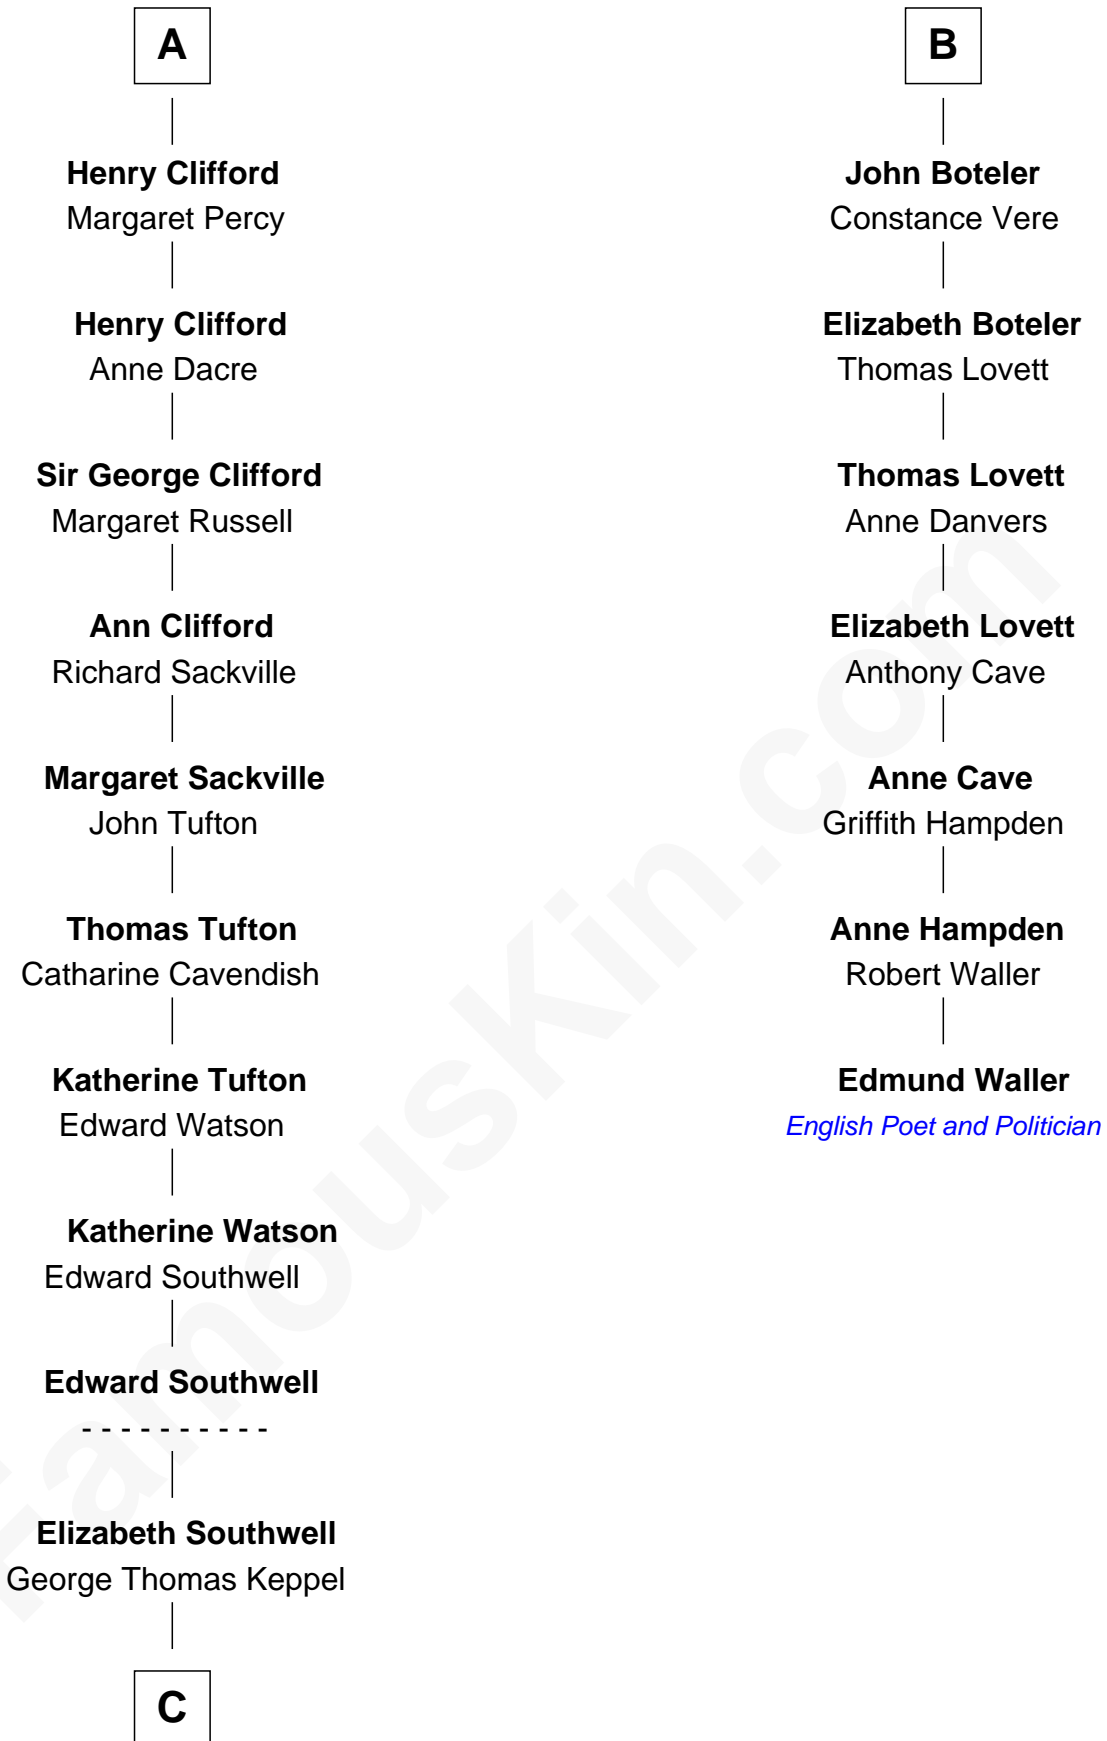 A
Henry Clifford
Margaret Percy
Henry Clifford
Anne Dacre
Sir George Clifford
Margaret Russell
Ann Clifford
Richard Sackville
Margaret Sackville
John Tufton
Thomas Tufton
Catharine Cavendish
Katherine Tufton
Edward Watson
Katherine Watson
Edward Southwell
Edward Southwell
- - - - - - - - - -
Elizabeth Southwell
George Thomas Keppel
C
B
John Boteler
Constance Vere
Elizabeth Boteler
Thomas Lovett
Thomas Lovett
Anne Danvers
Elizabeth Lovett
Anthony Cave
Anne Cave
Griffith Hampden
Anne Hampden
Robert Waller
Edmund Waller
English Poet and Politician
FamousKin.com